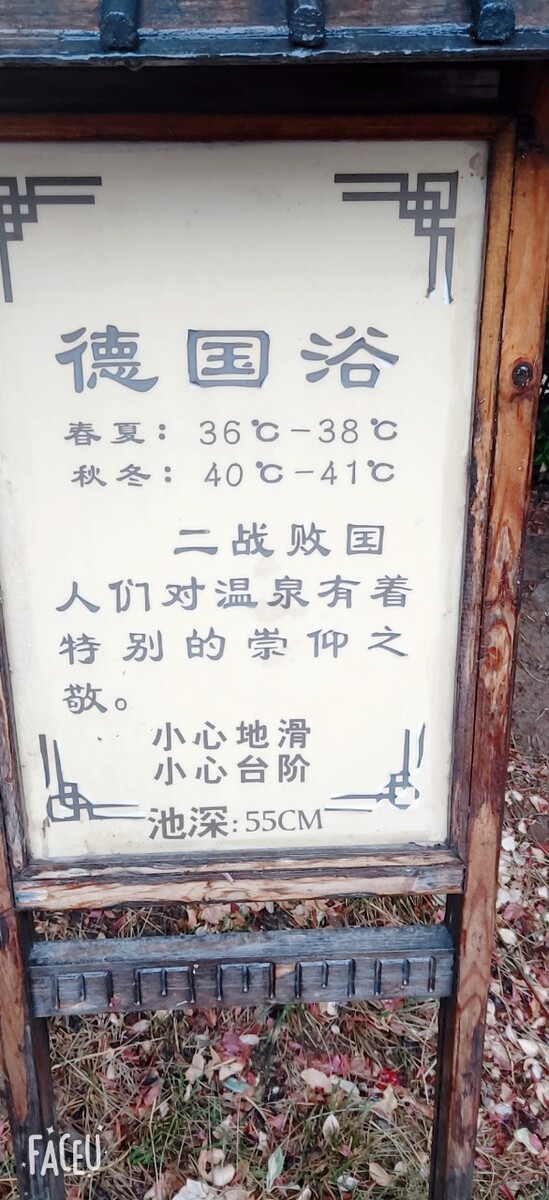 德国浴
春夏：36℃-38℃
秋冬：40℃-41℃
二战败国
人们对温泉有着
特别的崇仰之
敬。
小心地滑
小心台阶
池深:55CM
FACEU